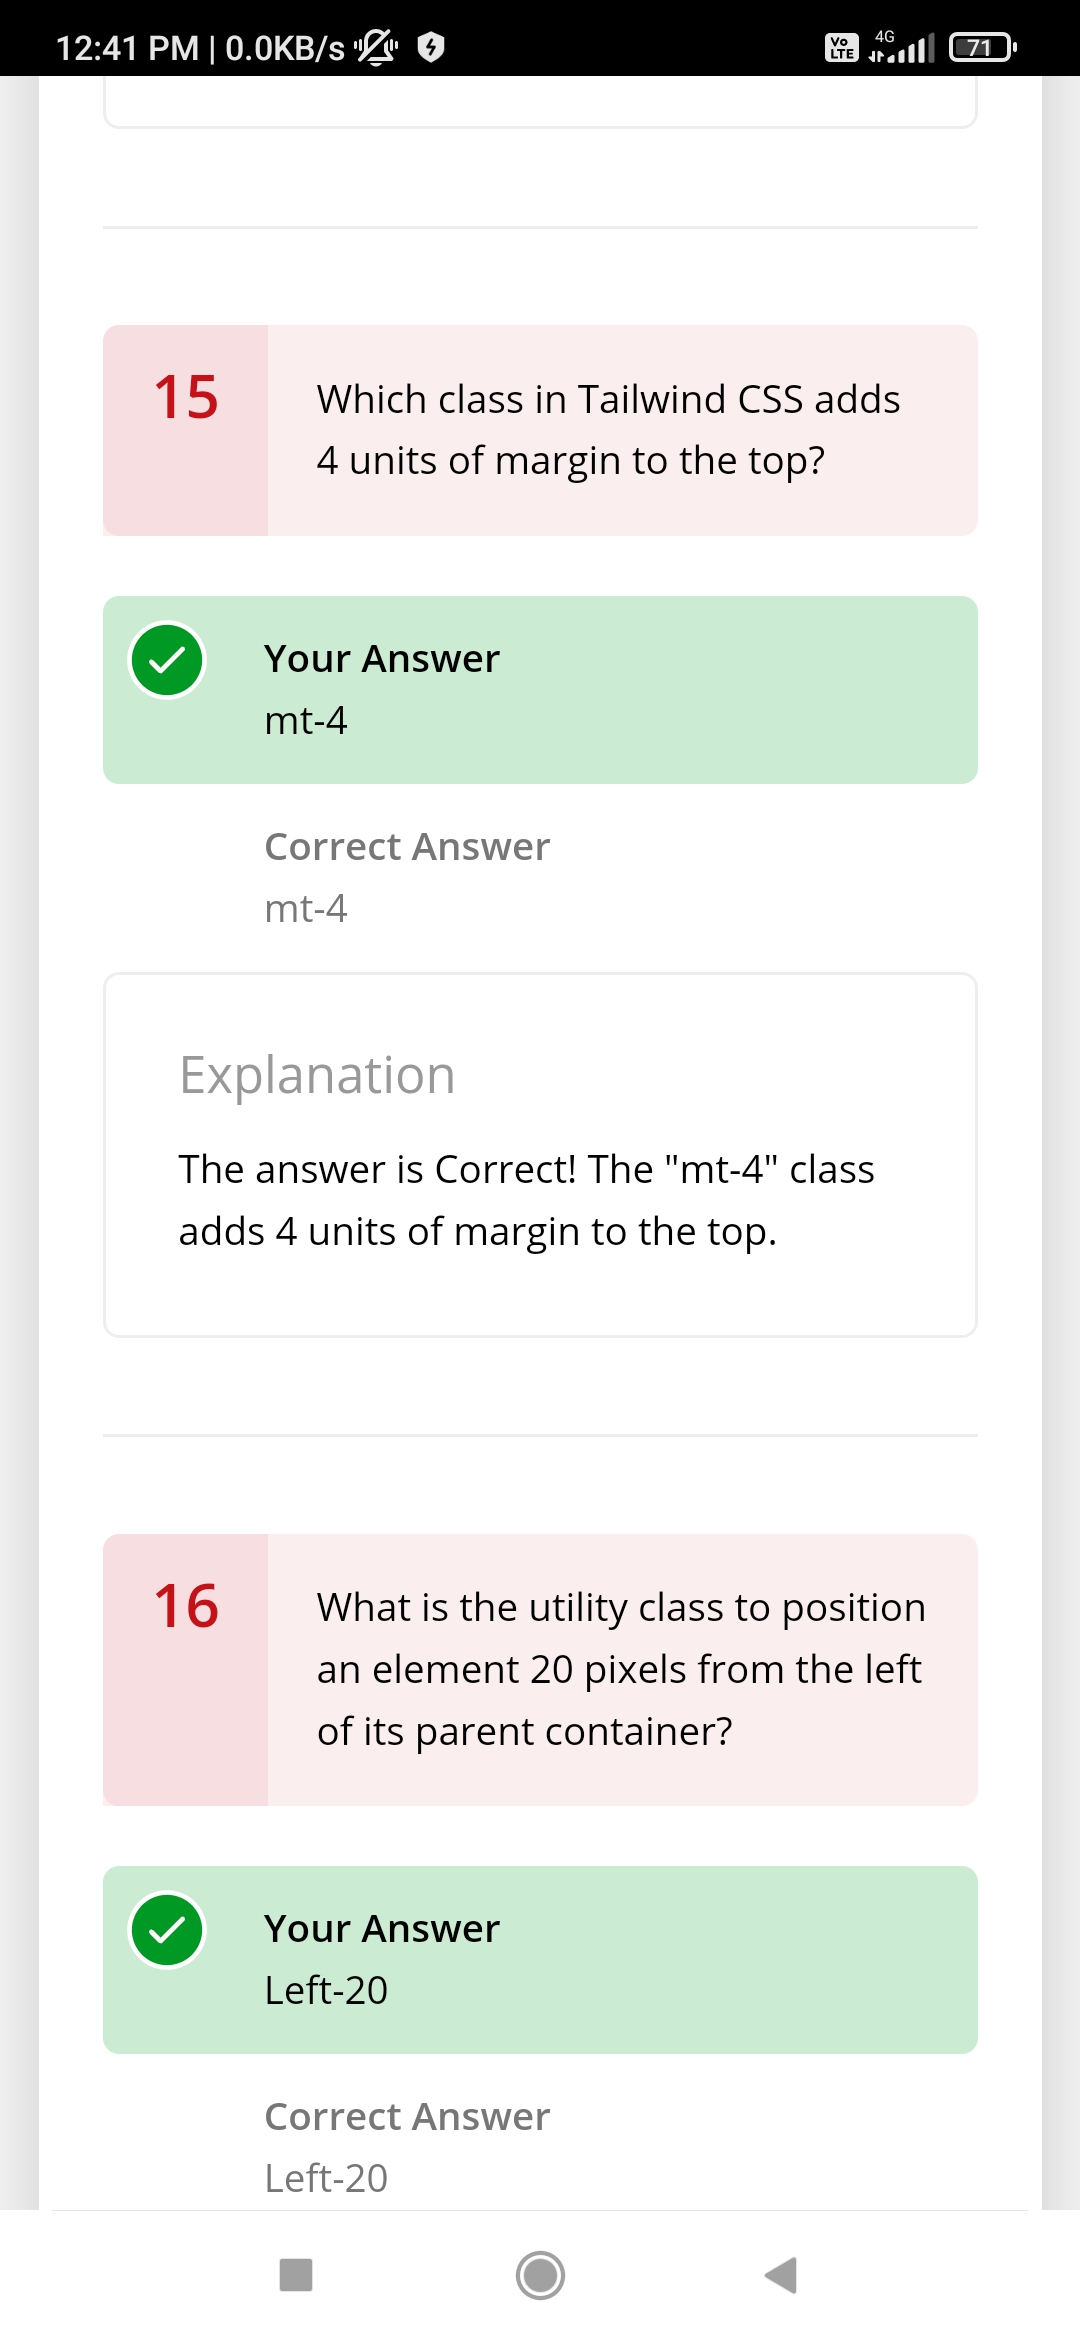 12:41 PM | 0.0KB/s
Vo LTE 4G 71
15
Which class in Tailwind CSS adds
4 units of margin to the top?
Your Answer
mt-4
Correct Answer
mt-4
Explanation
The answer is Correct! The "mt-4" class
adds 4 units of margin to the top.
16
What is the utility class to position
an element 20 pixels from the left
of its parent container?
Your Answer
Left-20
Correct Answer
Left-20